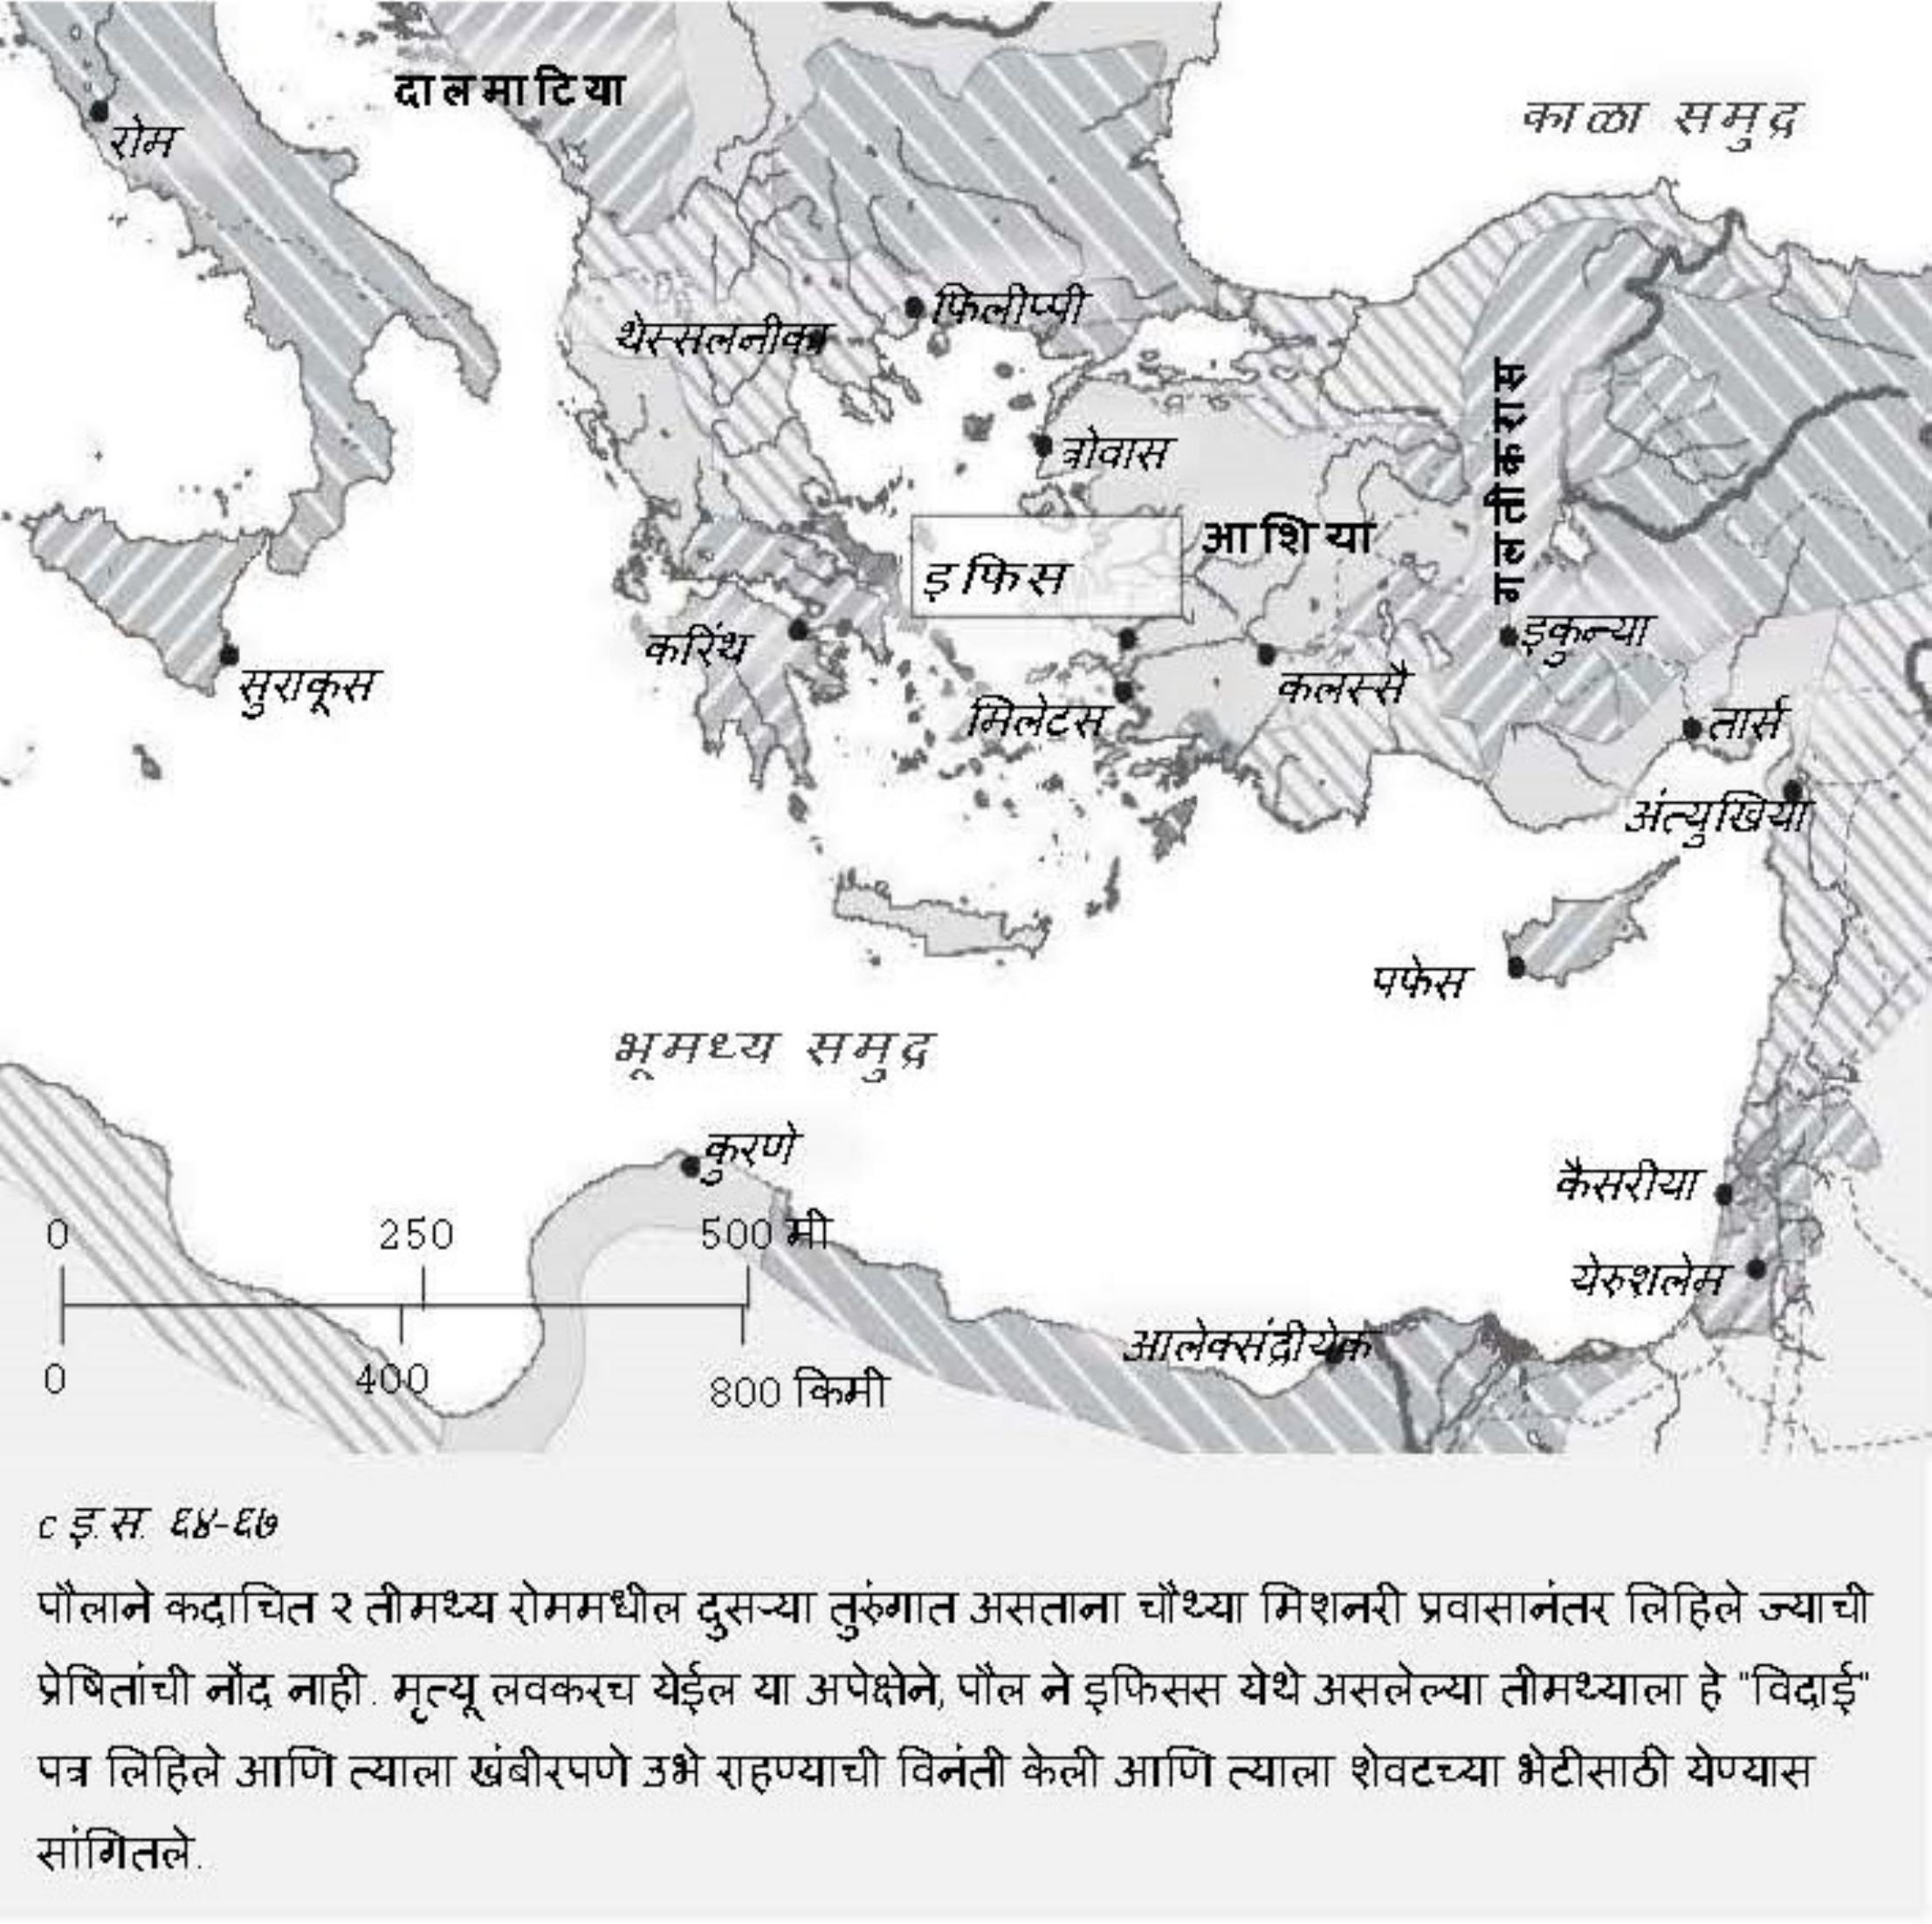 दालमाटिया
काळा समुद्र
रोम
फिलीप्पी
थेस्सलनीका
गलतीकरास
त्रोवास
आशिया
इफिस
इकुन्या
करिंथ
सुराकूस
कलस्सै
मिलेटस
तार्स
अंत्युखिया
पफेस
भूमध्य समुद्र
कुरणे
कैसरीया
0 250 500 मी
येरुशलेम
आलेक्संद्रीयेक
0 400 800 किमी
c इ.स. ६४-६७
पौलाने कदाचित २ तीमथ्य रोममधील दुसऱ्या तुरुंगात असताना चौथ्या मिशनरी प्रवासानंतर लिहिले ज्याची
प्रेषितांची नोंद नाही. मृत्यू लवकरच येईल या अपेक्षेने, पौल ने इफिसस येथे असलेल्या तीमथ्याला हे "विदाई"
पत्र लिहिले आणि त्याला खंबीरपणे उभे राहण्याची विनंती केली आणि त्याला शेवटच्या भेटीसाठी येण्यास
सांगितले.